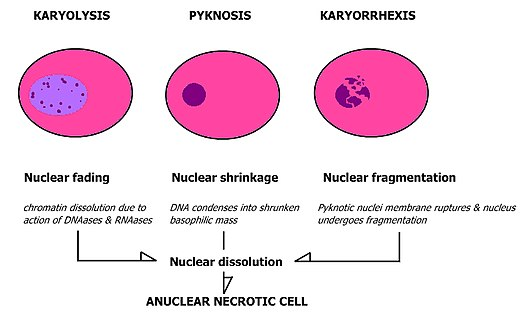 KARYOLYSIS PYKNOSIS KARYORRHEXIS
Nuclear fading Nuclear shrinkage Nuclear fragmentation
chromatin dissolution due to action of DNAases & RNAases
DNA condenses into shrunken basophilic mass
Pyknotic nuclei membrane ruptures & nucleus undergoes fragmentation
Nuclear dissolution
ANUCLEAR NECROTIC CELL